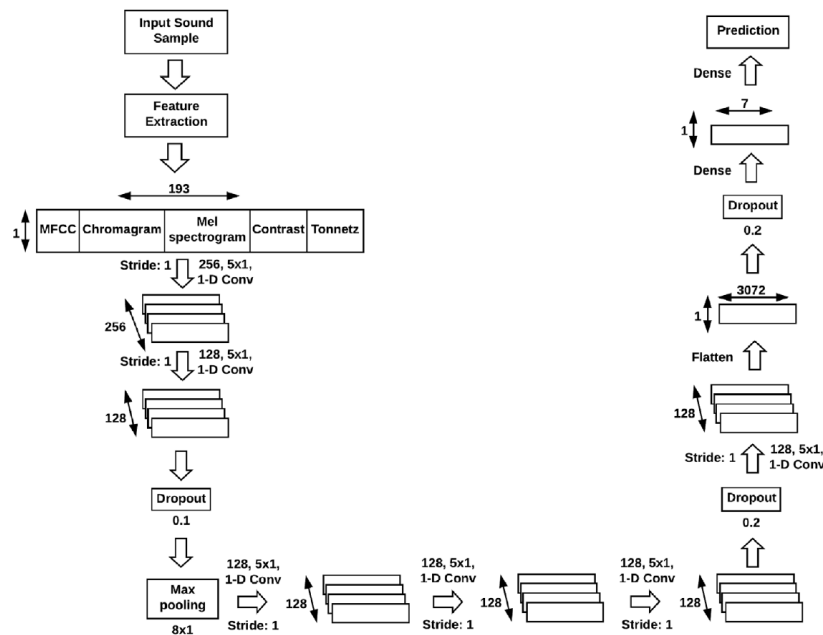 Input Sound
Sample
Feature
Extraction
193
1
MFCC
Chromagram
Mel
spectrogram
Contrast
Tonnetz
Stride: 1
256, 5x1,
1-D Conv
256
Stride: 1
128, 5x1,
1-D Conv
128
Dropout
0.1
Max
pooling
8x1
128, 5x1,
1-D Conv
Stride: 1
128
128, 5x1,
1-D Conv
Stride: 1
128
128, 5x1,
1-D Conv
Stride: 1
128
Dropout
0.2
Stride: 1
128, 5x1,
1-D Conv
128
Flatten
3072
1
Dropout
0.2
Dense
7
1
Dense
Prediction